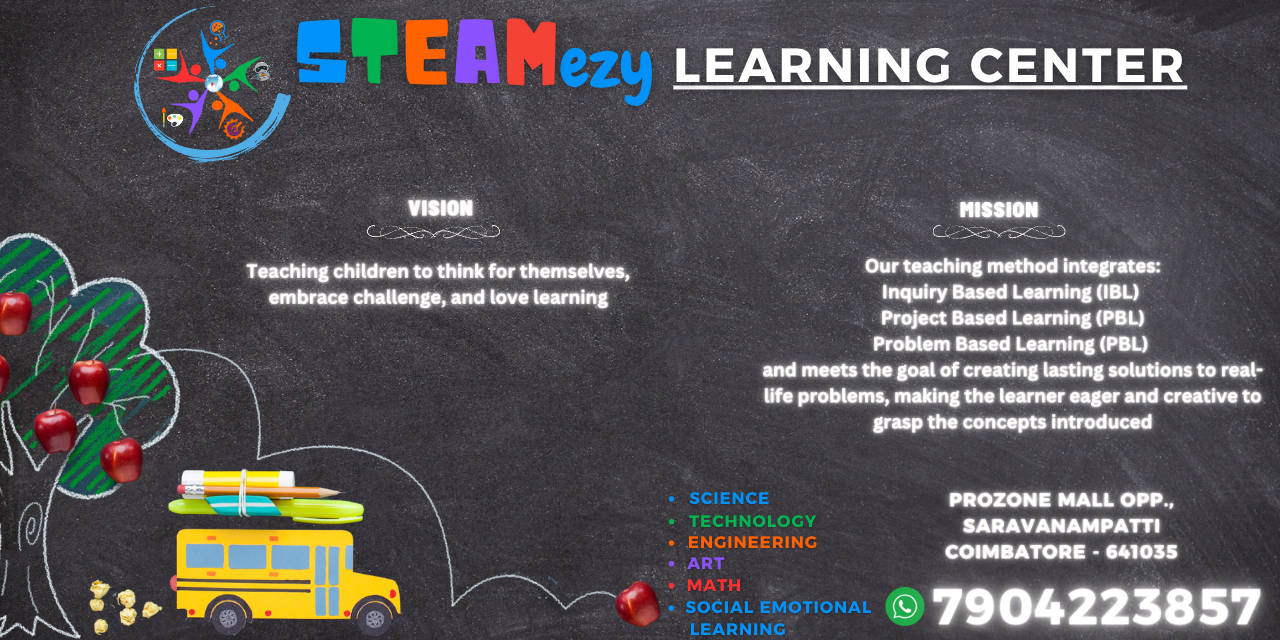 STEAMezy LEARNING CENTER
VISION
Teaching children to think for themselves,
embrace challenge, and love learning
MISSION
Our teaching method integrates:
Inquiry Based Learning (IBL)
Project Based Learning (PBL)
Problem Based Learning (PBL)
and meets the goal of creating lasting solutions to real-
life problems, making the learner eager and creative to
grasp the concepts introduced
• SCIENCE
• TECHNOLOGY
• ENGINEERING
• ART
• MATH
• SOCIAL EMOTIONAL
LEARNING
PROZONE MALL OPP.,
SARAVANAMPATTI
COIMBATORE - 641035
7904223857